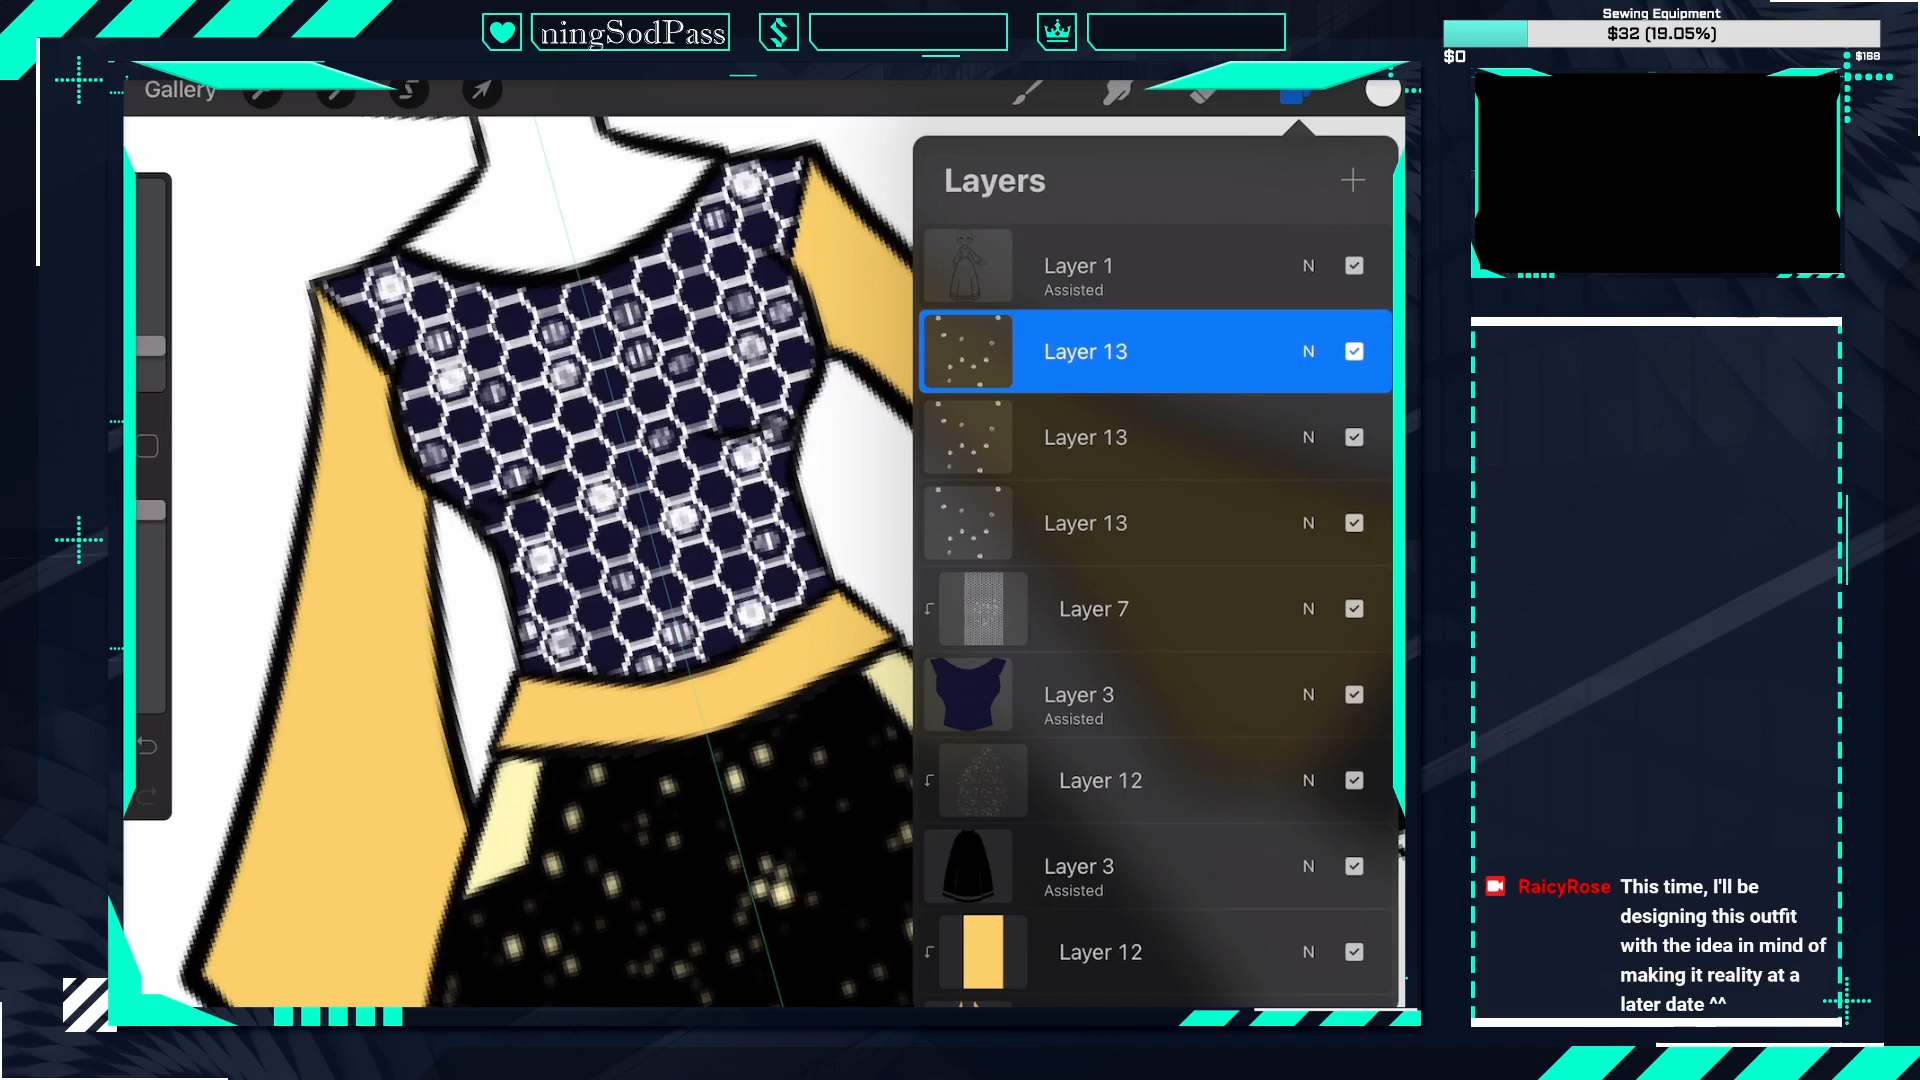 ningSodPass
Sewing Equipment
$32 (19.05%)
$0
$168
Gallery
Layers
Layer 1
N
Assisted
Layer 13
N
Layer 13
N
Layer 13
N
Layer 7
N
Layer 3
N
Assisted
Layer 12
N
Layer 3
N
Assisted
Layer 12
N
RaicyRose This time, I'll be
designing this outfit
with the idea in mind of
making it reality at a
later date ^^